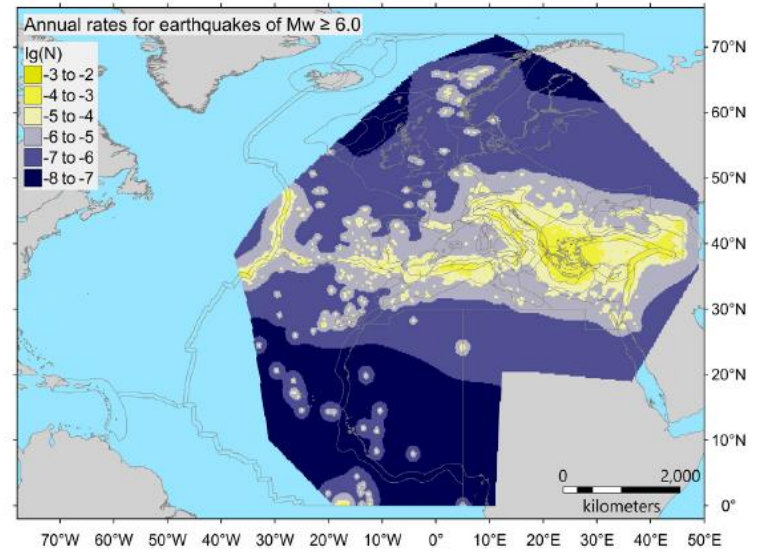 Annual rates for earthquakes of Mw ≥ 6.0
lg(N)
-3 to -2
-4 to -3
-5 to -4
-6 to -5
-7 to -6
-8 to -7
70°N
60°N
50°N
40°N
30°N
20°N
10°N
0°
0 2,000
kilometers
70°W 60°W 50°W 40°W 30°W 20°W 10°W 0° 10°E 20°E 30°E 40°E 50°E